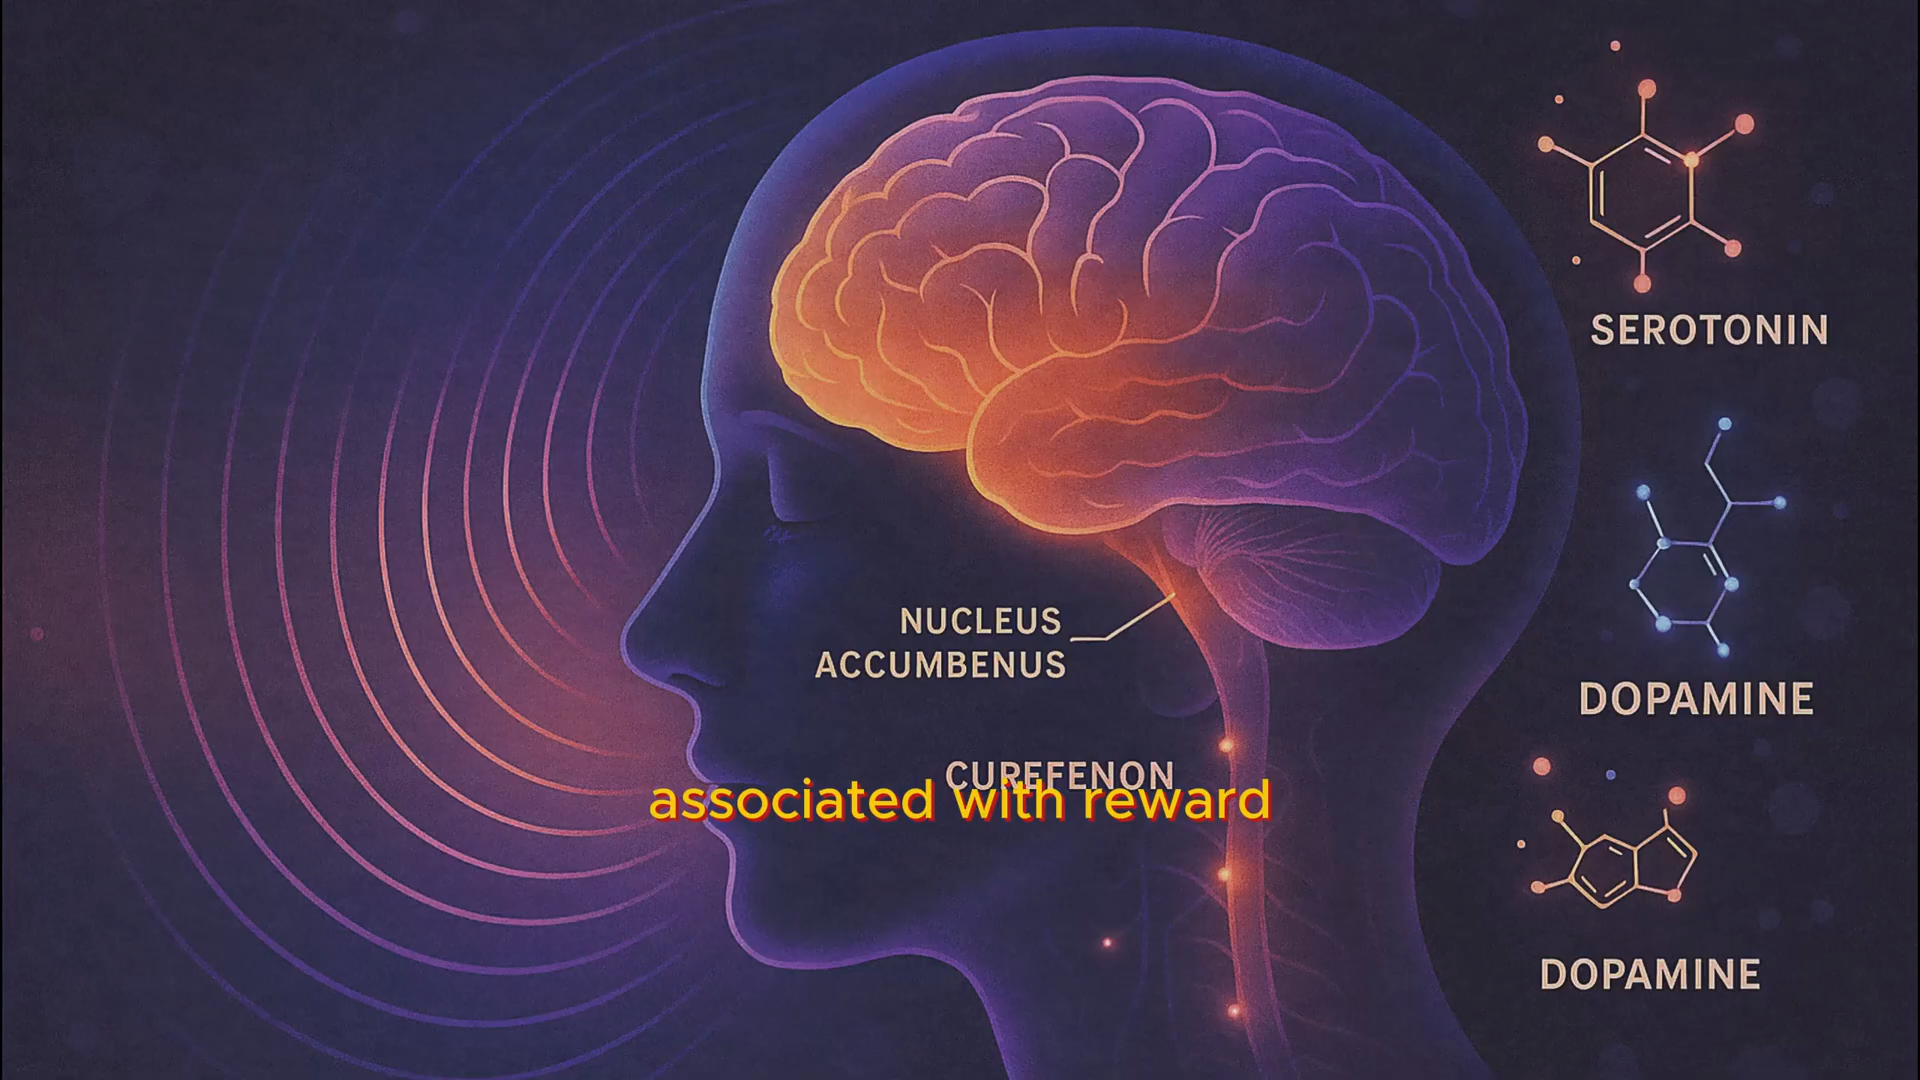 SEROTONIN
NUCLEUS
ACCUMBENUS
DOPAMINE
CUREFENON
associated with reward
DOPAMINE